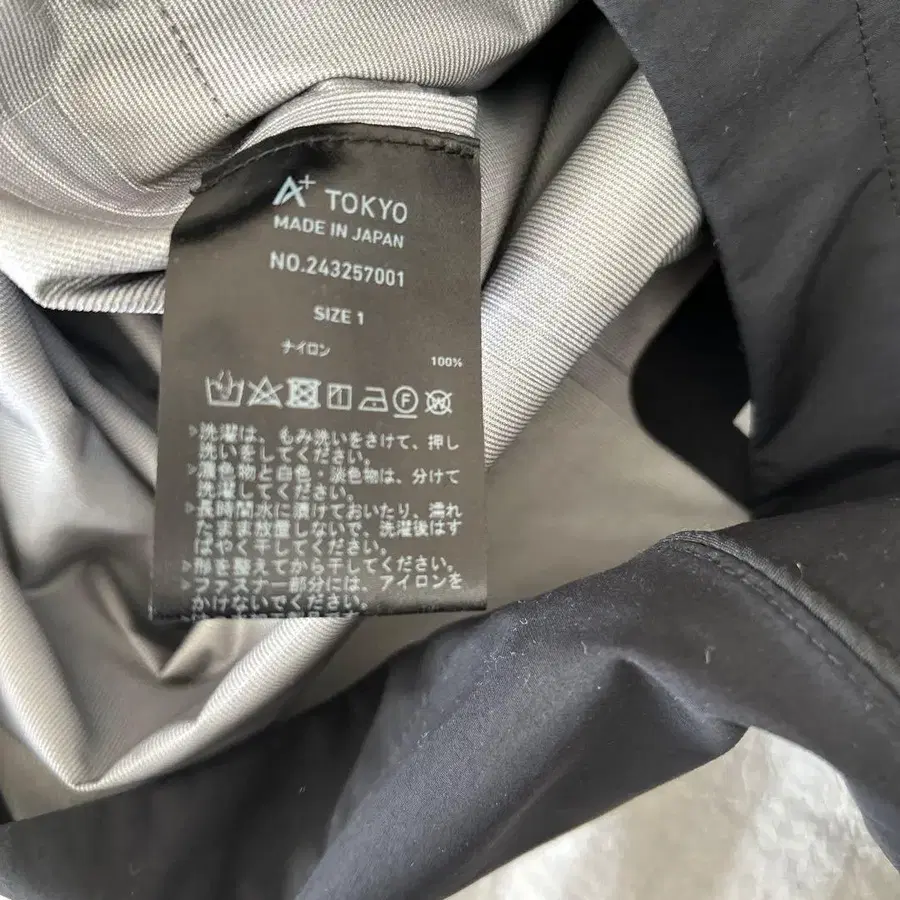 A+ TOKYO
MADE IN JAPAN
NO.243257001
SIZE 1
ナイロン 100%
F W
▷洗濯は、もみ洗いをさけて、押し
洗いをしてください。
▷濃色物と白色・淡色物は、分けて
洗濯してください。
▷長時間水に漬けておいたり、濡れ
たまま放置しないで、洗濯後はす
ばやく干してください。
▷形を整えてから干してください。
▷ファスナー部分には、アイロンを
かけないでください。